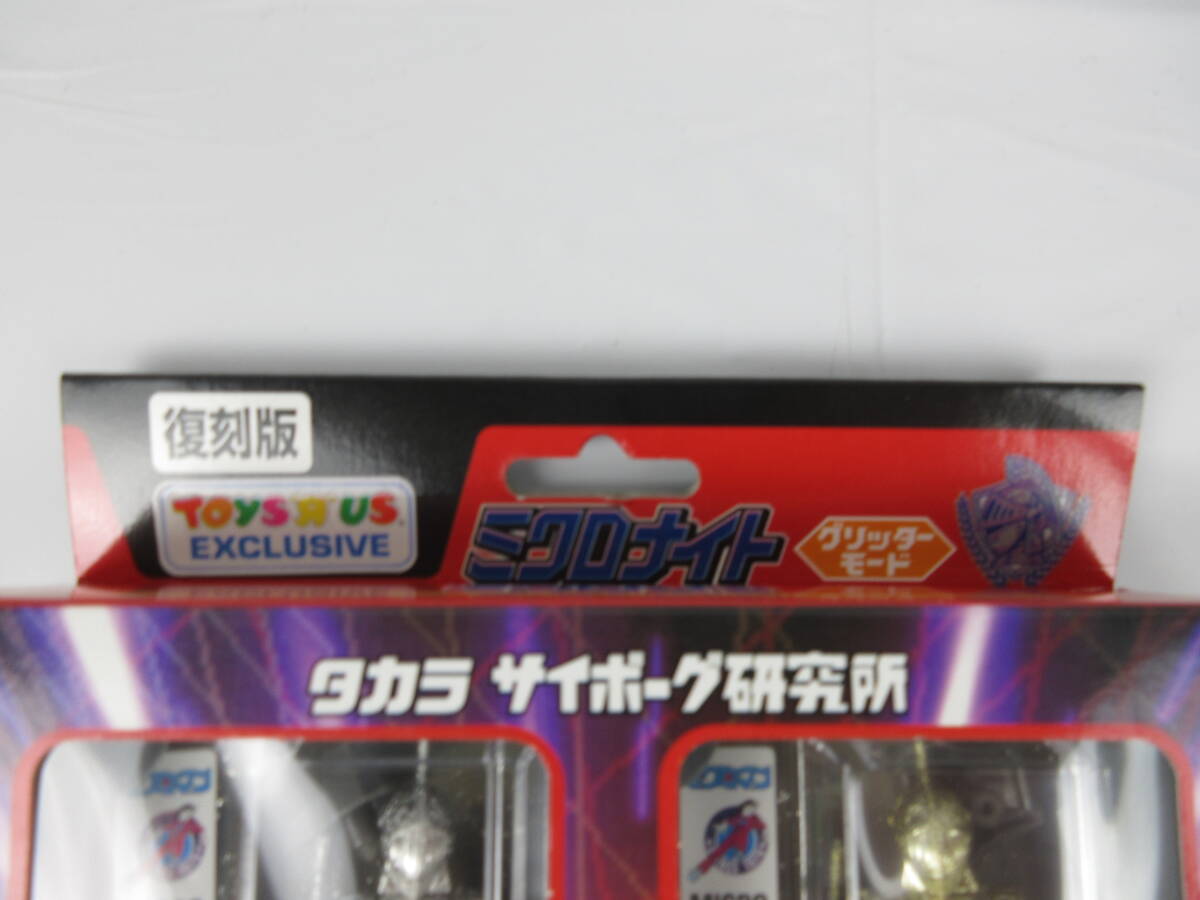 復刻版
TOYS "R" US
EXCLUSIVE
ミクロナイト
グリッター
モード
タカラ サイボーグ研究所
MICRO